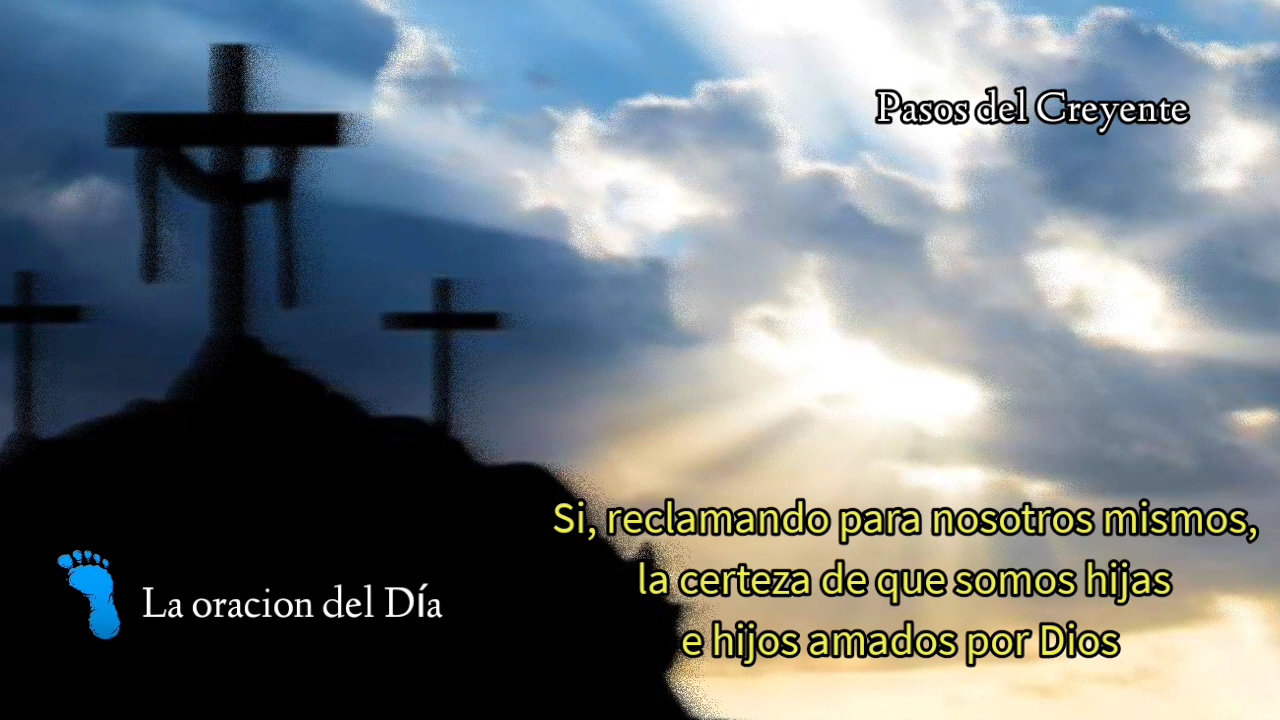 Pasos del Creyente
Si, reclamando para nosotros mismos,
la certeza de que somos hijas
e hijos amados por Dios
La oracion del Día